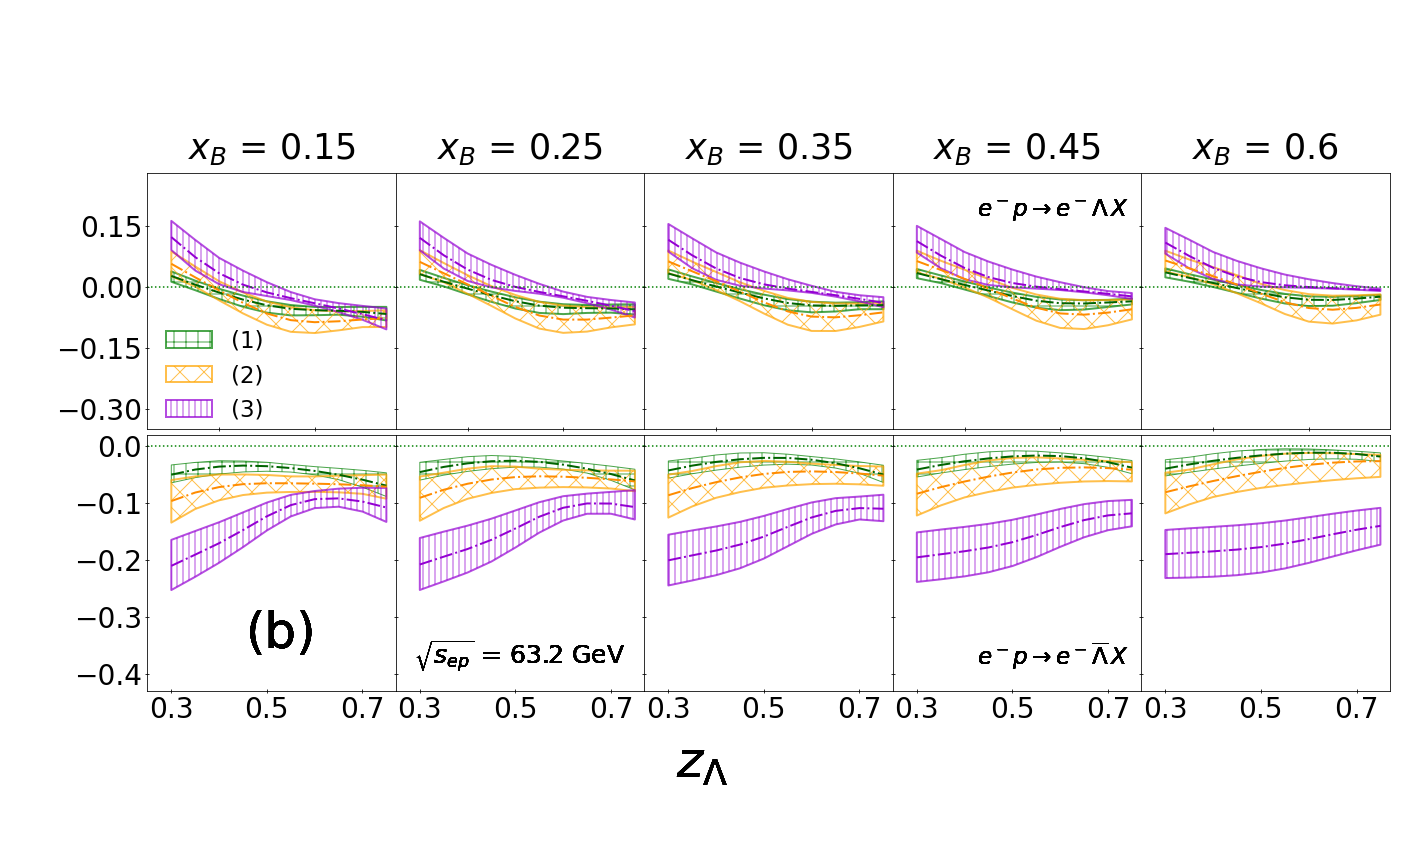 x_B = 0.15 x_B = 0.25 x_B = 0.35 x_B = 0.45 x_B = 0.6
e⁻p→e⁻ΛX
0.15
0.00
−0.15
−0.30
(1)
(2)
(3)
0.0
−0.1
−0.2
−0.3
−0.4
(b)
√s_ep = 63.2 GeV
e⁻p→e⁻Λ̅X
0.3 0.5 0.7 0.3 0.5 0.7 0.3 0.5 0.7 0.3 0.5 0.7 0.3 0.5 0.7
z_Λ